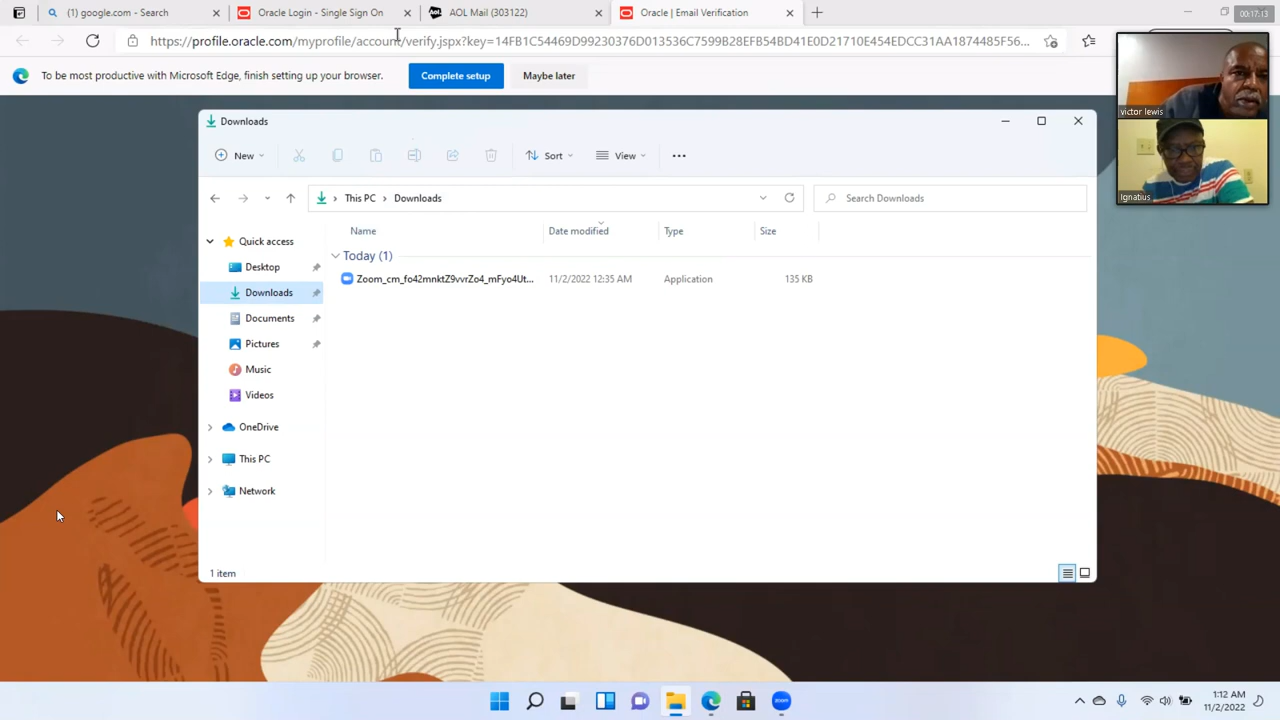 (1) google.com - Search
Oracle Login - Single Sign On
AOL Mail (303122)
Oracle | Email Verification
00:17:13
https://profile.oracle.com/myprofile/account/verify.jspx?key=14FB1C54469D99230376D013536C7599B28EFB54BD41E0D21710E454EDCC31AA1874485F56...
To be most productive with Microsoft Edge, finish setting up your browser.
Complete setup
Maybe later
victor lewis
Ignatius
Downloads
New
Sort
View
This PC > Downloads
Search Downloads
Name
Date modified
Type
Size
Quick access
Desktop
Downloads
Documents
Pictures
Music
Videos
OneDrive
This PC
Network
Today (1)
Zoom_cm_fo42mnktZ9vvrZo4_mFyo4Ut...
11/2/2022 12:35 AM
Application
135 KB
1 item
zoom
1:12 AM
11/2/2022